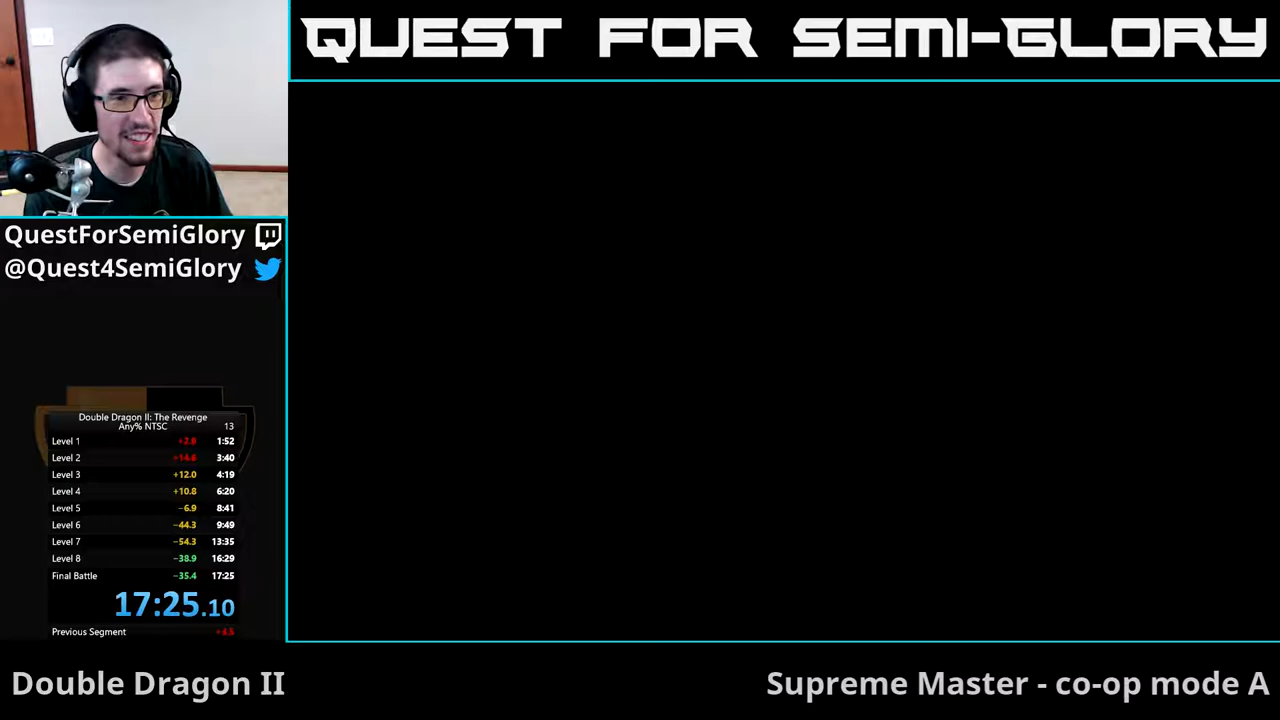 QUEST FOR SEMI-GLORY
QuestForSemiGlory
@Quest4SemiGlory
Double Dragon II: The Revenge
Any% NTSC 13
Level 1 +2.0 1:52
Level 2 +14.6 3:40
Level 3 +12.0 4:19
Level 4 +10.8 6:20
Level 5 −6.9 8:41
Level 6 −44.3 9:49
Level 7 −54.3 13:35
Level 8 −38.9 16:29
Final Battle −35.4 17:25
17:25.10
Previous Segment
Double Dragon II
Supreme Master - co-op mode A